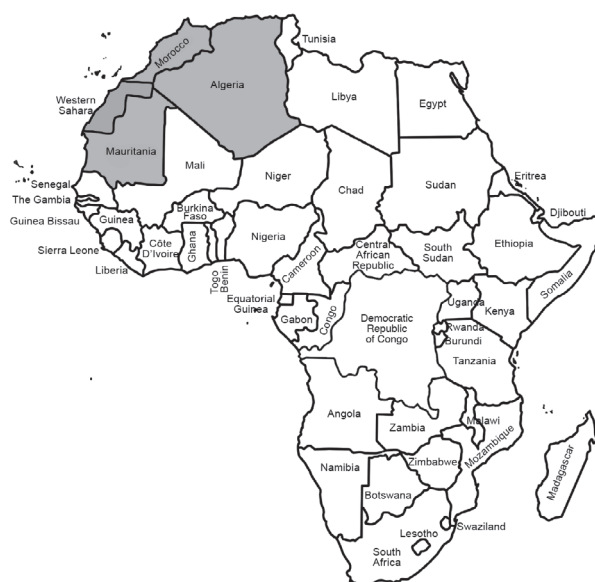 Tunisia
Morocco
Algeria
Libya
Egypt
Western
Sahara
Mauritania
Mali
Niger
Chad
Sudan
Eritrea
Senegal
The Gambia
Guinea Bissau
Guinea
Burkina
Faso
Djibouti
Sierra Leone
Côte
D'Ivoire
Ghana
Nigeria
Liberia
Togo
Benin
Cameroon
Central
African
Republic
South
Sudan
Ethiopia
Somalia
Equatorial
Guinea
Gabon
Congo
Democratic
Republic
of Congo
Uganda
Kenya
Rwanda
Burundi
Tanzania
Angola
Zambia
Malawi
Mozambique
Madagascar
Namibia
Zimbabwe
Botswana
Lesotho
Swaziland
South
Africa